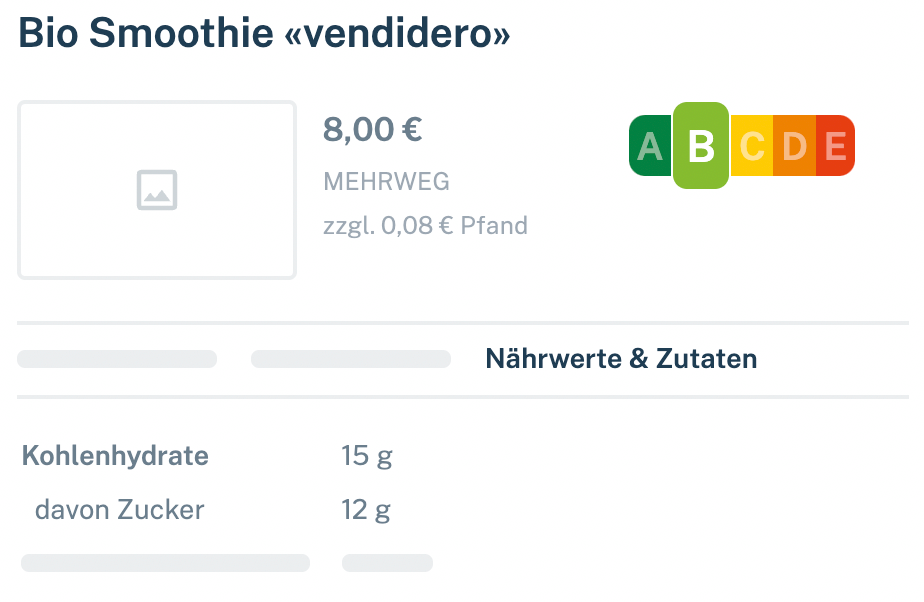 Bio Smoothie «vendidero»
8,00 €
MEHRWEG
zzgl. 0,08 € Pfand
A B C D E
Nährwerte & Zutaten
Kohlenhydrate 15 g
davon Zucker 12 g